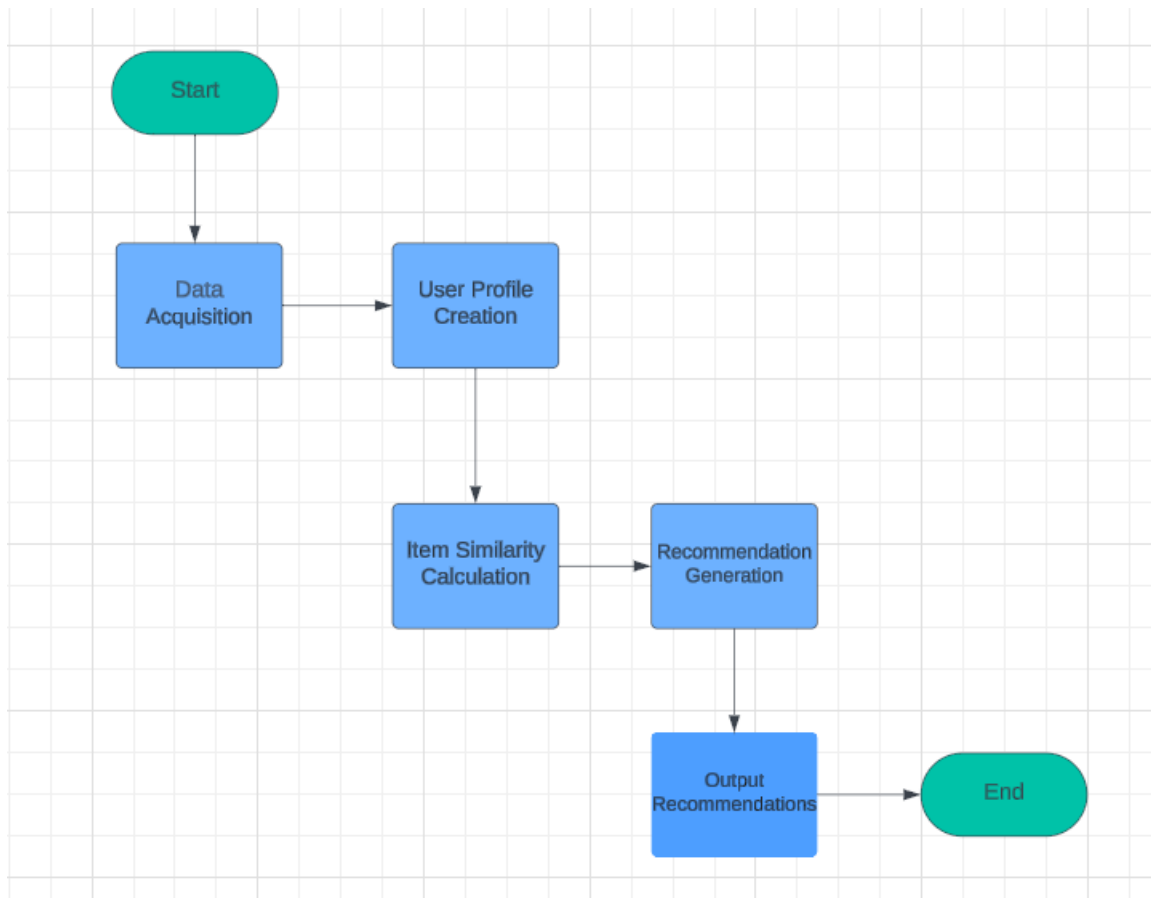 Start
Data
Acquisition
User Profile
Creation
Item Similarity
Calculation
Recommendation
Generation
Output
Recommendations
End